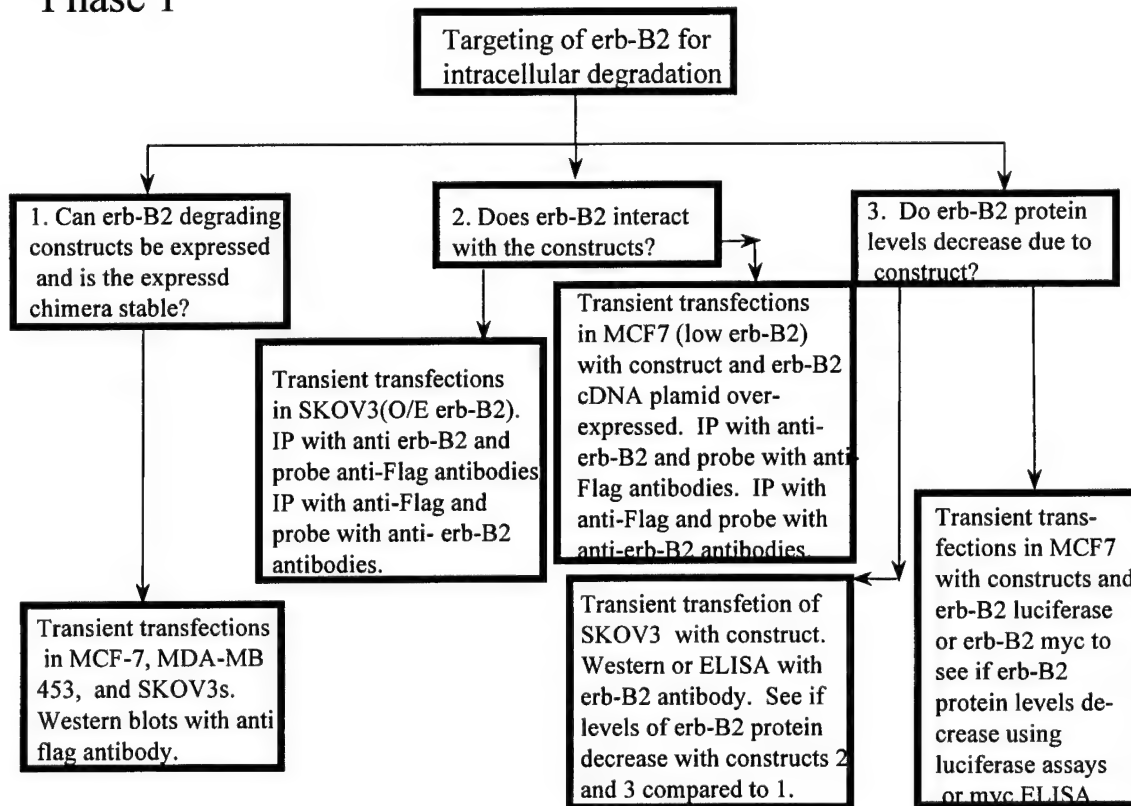 Phase 1
Targeting of erb-B2 for
intracellular degradation
1. Can erb-B2 degrading
constructs be expressed
and is the expressd
chimera stable?
2. Does erb-B2 interact
with the constructs?
3. Do erb-B2 protein
levels decrease due to
construct?
Transient transfections
in SKOV3(O/E erb-B2).
IP with anti erb-B2 and
probe anti-Flag antibodies
IP with anti-Flag and
probe with anti- erb-B2
antibodies.
Transient transfections
in MCF7 (low erb-B2)
with construct and erb-B2
cDNA plamid over-
expressed. IP with anti-
erb-B2 and probe with anti-
Flag antibodies. IP with
anti-Flag and probe with
anti-erb-B2 antibodies.
Transient transfections
in MCF-7, MDA-MB
453, and SKOV3s.
Western blots with anti
flag antibody.
Transient transfetion of
SKOV3 with construct.
Western or ELISA with
erb-B2 antibody. See if
levels of erb-B2 protein
decrease with constructs 2
and 3 compared to 1.
Transient trans-
fections in MCF7
with constructs and
erb-B2 luciferase
or erb-B2 myc to
see if erb-B2
protein levels de-
crease using
luciferase assays
or myc ELISA